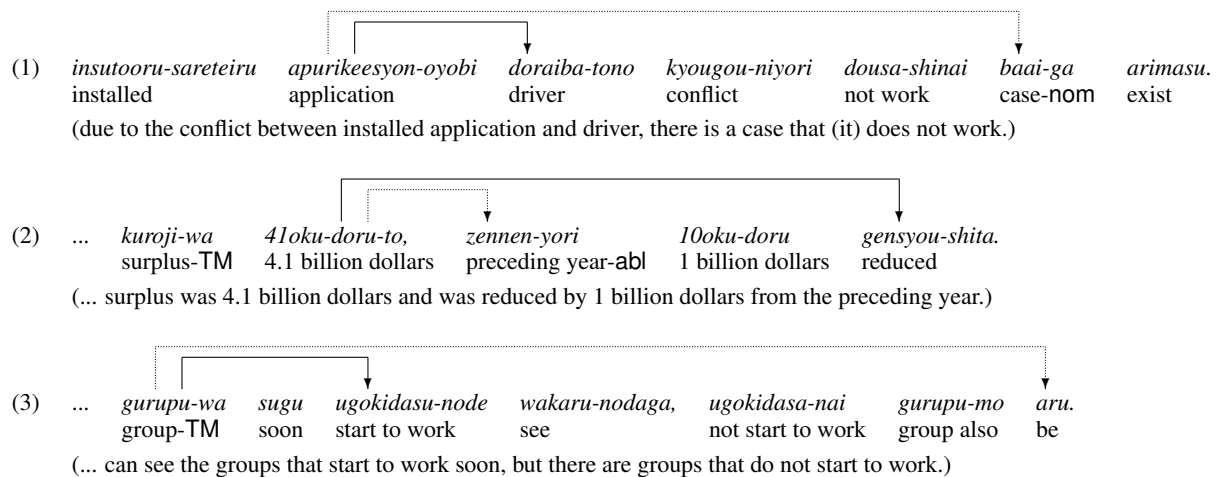 (1) insutooru-sareteiru apurikeesyon-oyobi doraiba-tono kyougou-niyori dousa-shinai baai-ga arimasu.
installed application driver conflict not work case-nom exist
(due to the conflict between installed application and driver, there is a case that (it) does not work.)
(2) ... kuroji-wa 41oku-doru-to, zennen-yori 10oku-doru gensyou-shita.
surplus-TM 4.1 billion dollars preceding year-abl 1 billion dollars reduced
(... surplus was 4.1 billion dollars and was reduced by 1 billion dollars from the preceding year.)
(3) ... gurupu-wa sugu ugokidasu-node wakaru-nodaga, ugokidasa-nai gurupu-mo aru.
group-TM soon start to work see not start to work group also be
(... can see the groups that start to work soon, but there are groups that do not start to work.)